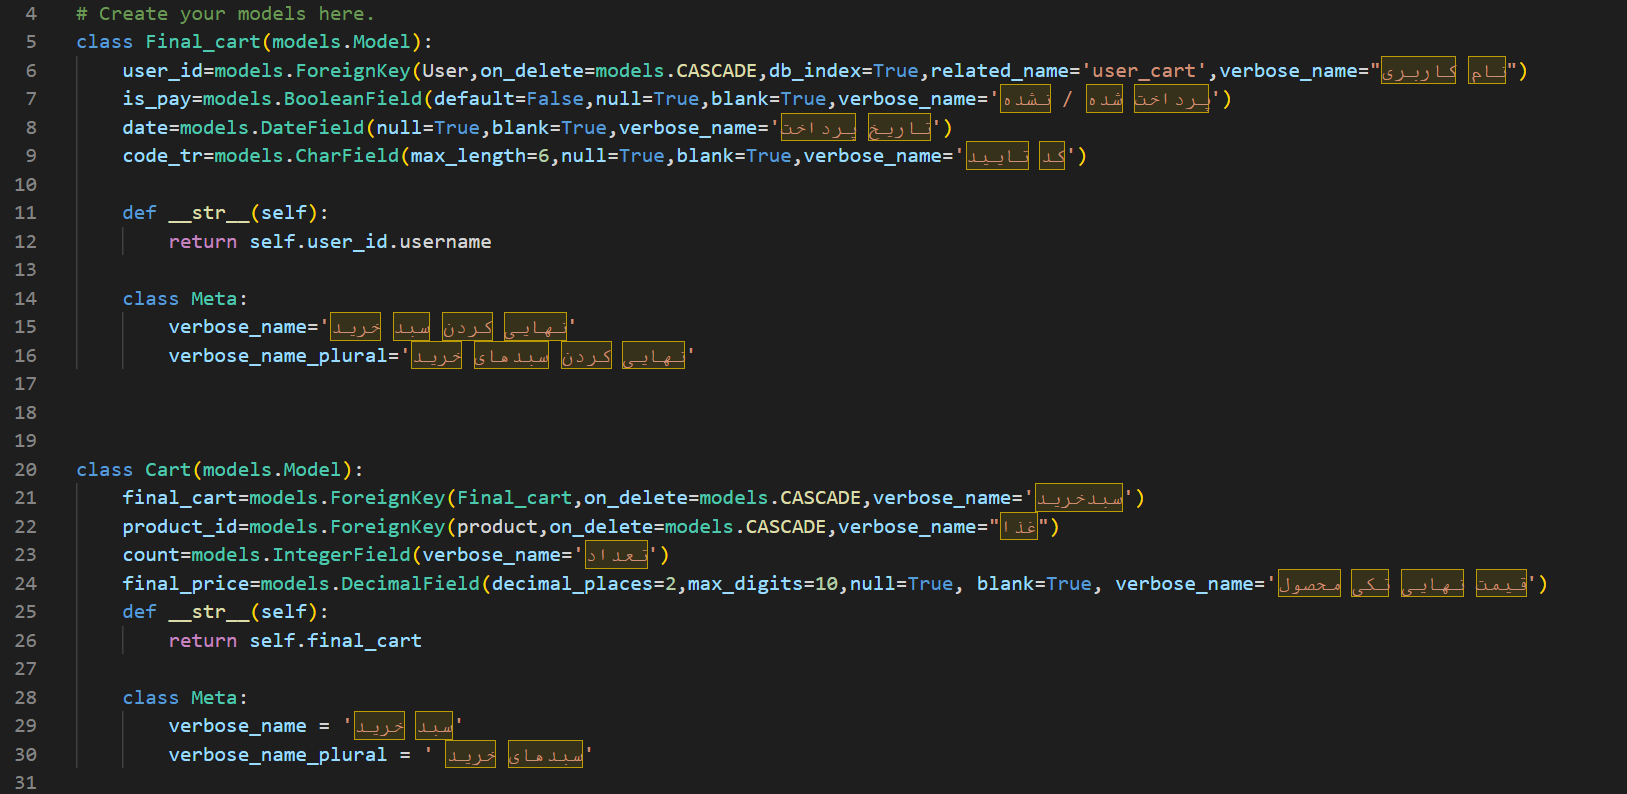 4 # Create your models here.
5 class Final_cart(models.Model):
6 user_id=models.ForeignKey(User,on_delete=models.CASCADE,db_index=True,related_name='user_cart',verbose_name="نام کاربری")
7 is_pay=models.BooleanField(default=False,null=True,blank=True,verbose_name='پرداخت شده / نشده')
8 date=models.DateField(null=True,blank=True,verbose_name='تاریخ پرداخت')
9 code_tr=models.CharField(max_length=6,null=True,blank=True,verbose_name='کد تایید')
10
11 def __str__(self):
12 return self.user_id.username
13
14 class Meta:
15 verbose_name='نهایی کردن سبد خرید'
16 verbose_name_plural='نهایی کردن سبدهای خرید'
17
18
19
20 class Cart(models.Model):
21 final_cart=models.ForeignKey(Final_cart,on_delete=models.CASCADE,verbose_name='سبدخرید')
22 product_id=models.ForeignKey(product,on_delete=models.CASCADE,verbose_name="غذا")
23 count=models.IntegerField(verbose_name='تعداد')
24 final_price=models.DecimalField(decimal_places=2,max_digits=10,null=True, blank=True, verbose_name='قیمت نهایی تکی محصول')
25 def __str__(self):
26 return self.final_cart
27
28 class Meta:
29 verbose_name = 'سبد خرید'
30 verbose_name_plural = ' سبدهای خرید'
31